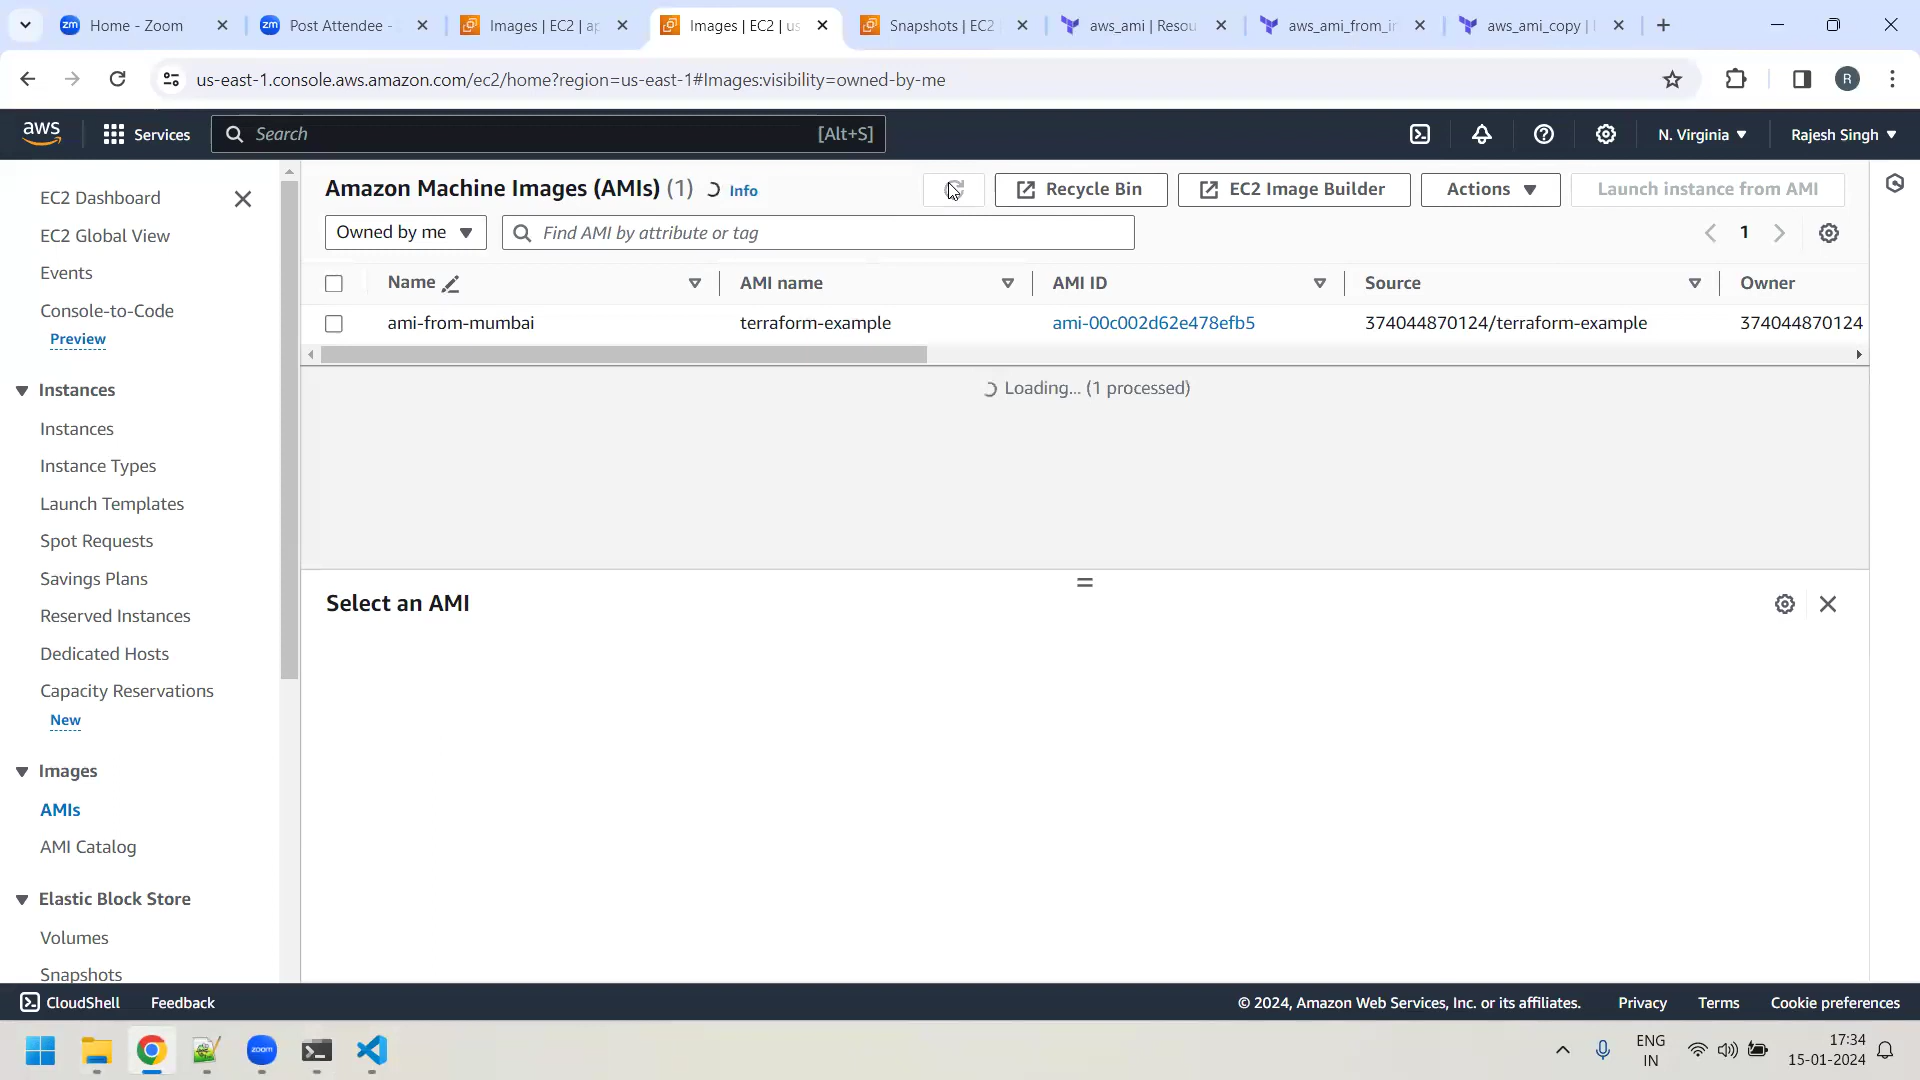 Home - Zoom
Post Attendee -
Images | EC2 | ap
Images | EC2 | us
Snapshots | EC2
aws_ami | Resou
aws_ami_from_in
aws_ami_copy |
us-east-1.console.aws.amazon.com/ec2/home?region=us-east-1#Images:visibility=owned-by-me
R
aws
Services
Search
[Alt+S]
N. Virginia
Rajesh Singh
EC2 Dashboard
EC2 Global View
Events
Console-to-Code
Preview
Instances
Instances
Instance Types
Launch Templates
Spot Requests
Savings Plans
Reserved Instances
Dedicated Hosts
Capacity Reservations
New
Images
AMIs
AMI Catalog
Elastic Block Store
Volumes
Snapshots
Amazon Machine Images (AMIs) (1) Info
Recycle Bin
EC2 Image Builder
Actions
Launch instance from AMI
Owned by me
Find AMI by attribute or tag
1
Name AMI name AMI ID Source Owner
ami-from-mumbai terraform-example ami-00c002d62e478efb5 374044870124/terraform-example 374044870124
Loading... (1 processed)
Select an AMI
CloudShell Feedback
© 2024, Amazon Web Services, Inc. or its affiliates. Privacy Terms Cookie preferences
zoom
ENG
IN
17:34
15-01-2024